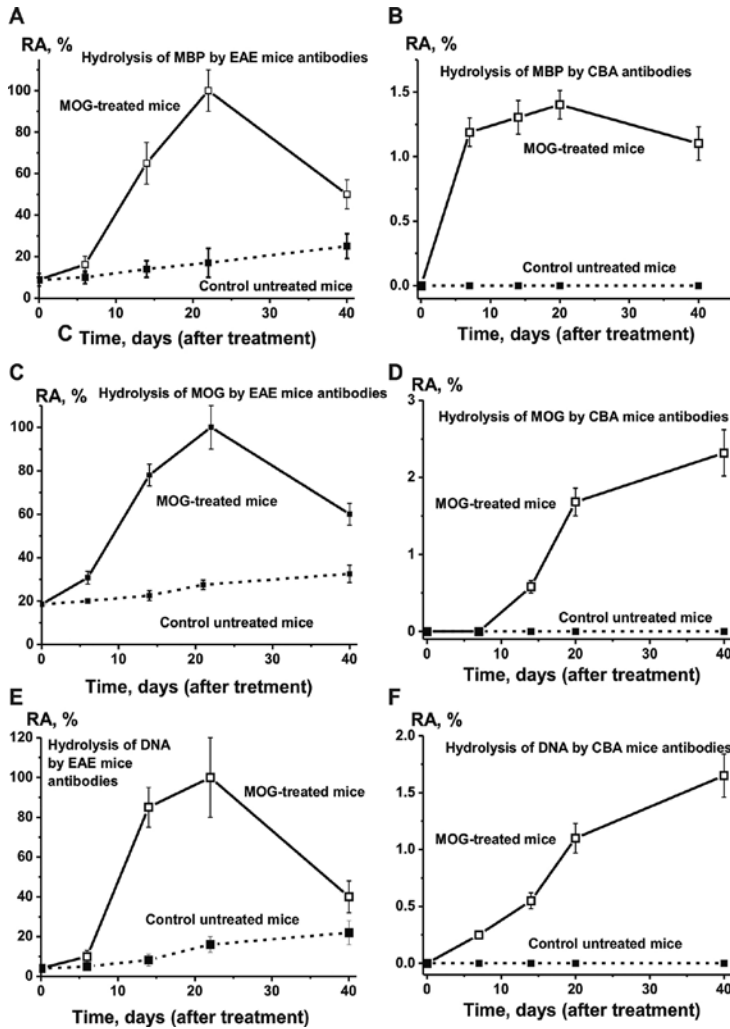 A
RA, %
Hydrolysis of MBP by EAE mice antibodies
MOG-treated mice
Control untreated mice
100
80
60
40
20
0
0 10 20 30 40
C Time, days (after treatment)
B
RA, %
Hydrolysis of MBP by CBA antibodies
MOG-treated mice
Control untreated mice
1.5
1.0
0.5
0.0
0 10 20 30 40
Time, days (after treatment)
C
RA, %
Hydrolysis of MOG by EAE mice antibodies
MOG-treated mice
Control untreated mice
100
80
60
40
20
0
0 10 20 30 40
Time, days (after tretment)
D
RA, %
Hydrolysis of MOG by CBA mice antibodies
MOG-treated mice
Control untreated mice
3
2
1
0
0 10 20 30 40
Time, days (after treatment)
E
RA, %
Hydrolysis of DNA
by EAE mice
antibodies
MOG-treated mice
Control untreated mice
120
100
80
60
40
20
0
0 10 20 30 40
Time, days (after treatment)
F
RA, %
Hydrolysis of DNA by CBA mice antibodies
MOG-treated mice
Control untreated mice
2.0
1.5
1.0
0.5
0.0
0 10 20 30 40
Time, days (after treatment)